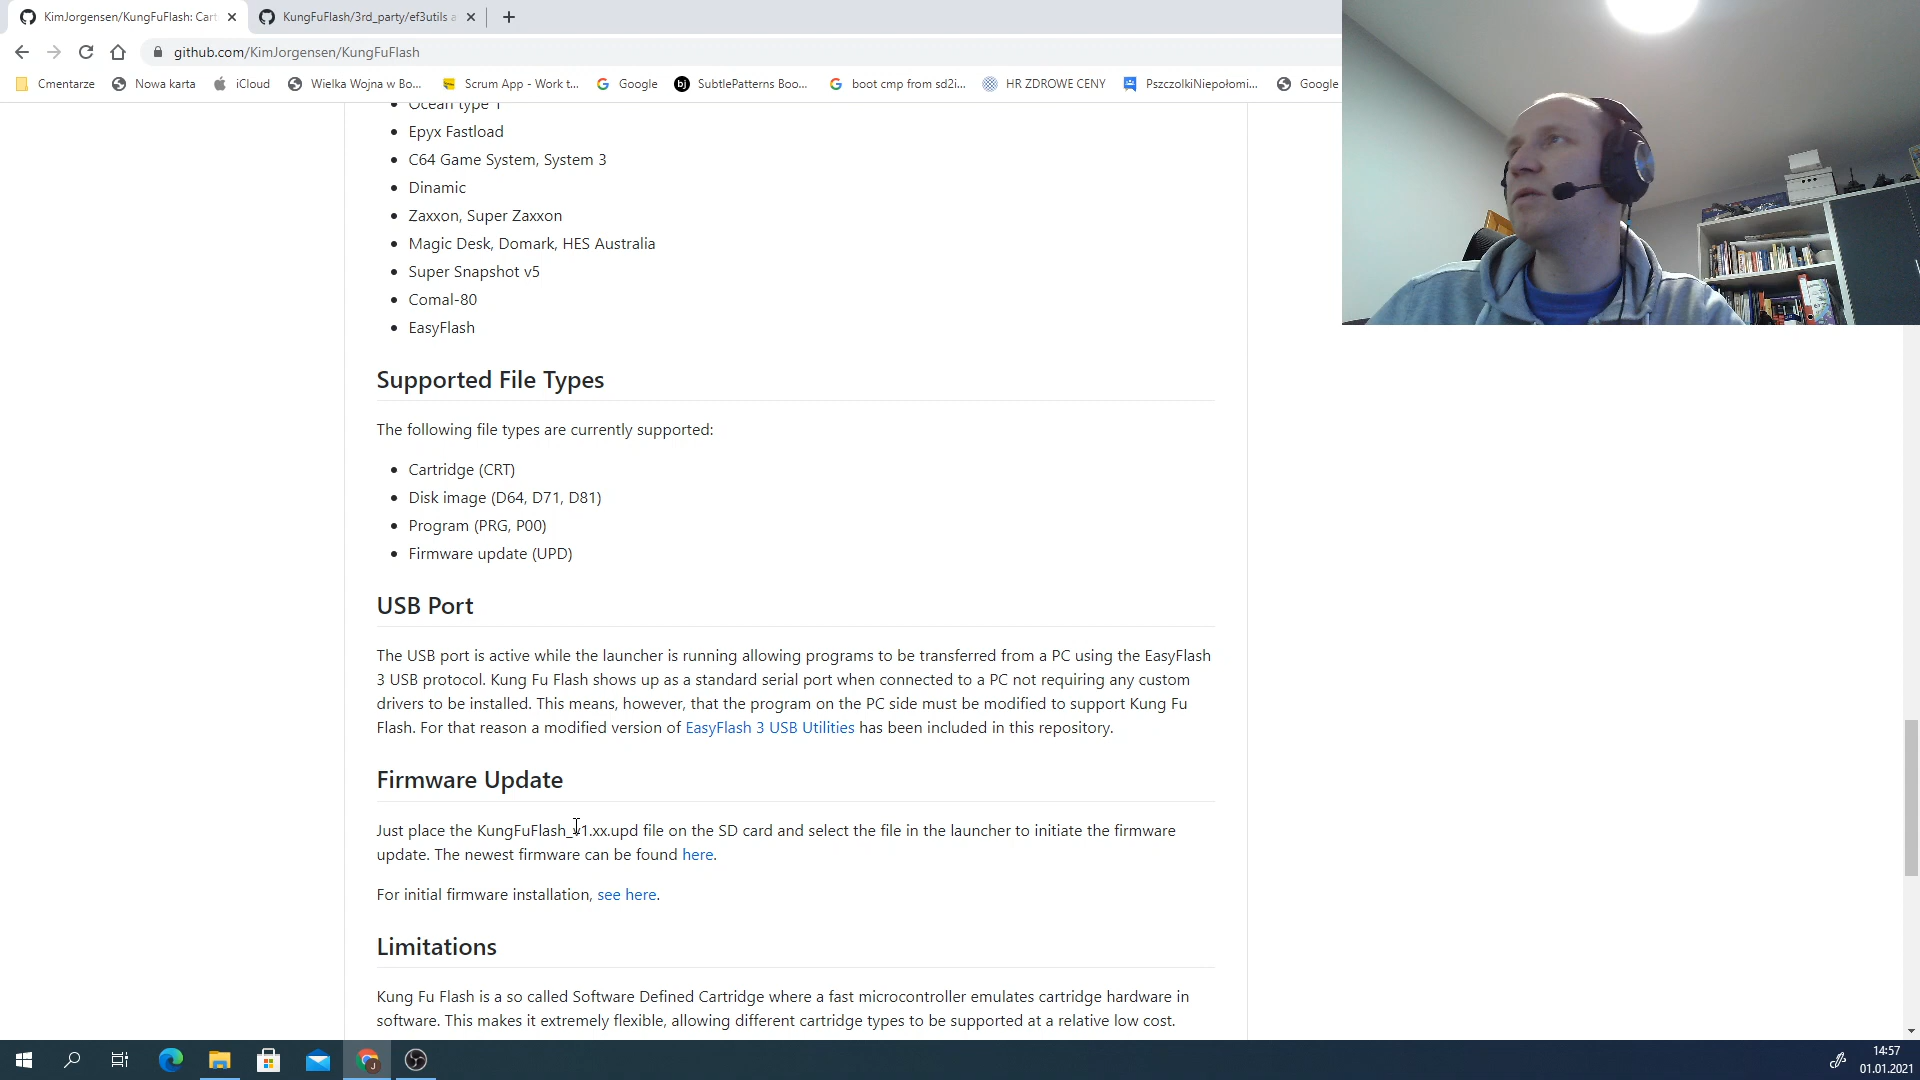 KimJorgensen/KungFuFlash: Cart
KungFuFlash/3rd_party/ef3utils a
github.com/KimJorgensen/KungFuFlash
Cmentarze
Nowa karta
iCloud
Wielka Wojna w Bo...
Scrum App - Work t...
Google
bj
SubtlePatterns Boo...
boot cmp from sd2i...
HR ZDROWE CENY
PszczolkiNiepołomi...
Google
Ocean type 1
Epyx Fastload
C64 Game System, System 3
Dinamic
Zaxxon, Super Zaxxon
Magic Desk, Domark, HES Australia
Super Snapshot v5
Comal-80
EasyFlash
Supported File Types
The following file types are currently supported:
Cartridge (CRT)
Disk image (D64, D71, D81)
Program (PRG, P00)
Firmware update (UPD)
USB Port
The USB port is active while the launcher is running allowing programs to be transferred from a PC using the EasyFlash
3 USB protocol. Kung Fu Flash shows up as a standard serial port when connected to a PC not requiring any custom
drivers to be installed. This means, however, that the program on the PC side must be modified to support Kung Fu
Flash. For that reason a modified version of EasyFlash 3 USB Utilities has been included in this repository.
Firmware Update
Just place the KungFuFlash_v1.xx.upd file on the SD card and select the file in the launcher to initiate the firmware
update. The newest firmware can be found here.
For initial firmware installation, see here.
Limitations
Kung Fu Flash is a so called Software Defined Cartridge where a fast microcontroller emulates cartridge hardware in
software. This makes it extremely flexible, allowing different cartridge types to be supported at a relative low cost.
J
14:57
01.01.2021